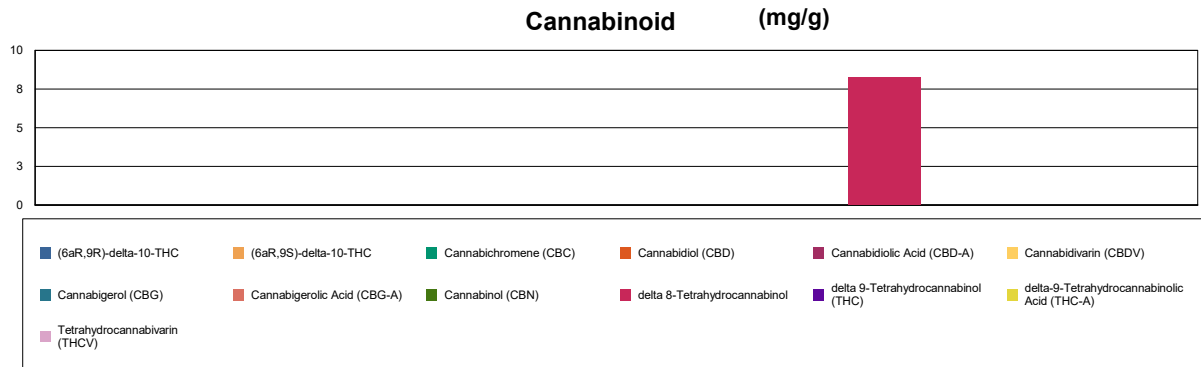 Cannabinoid (mg/g)
10
8
5
3
0
(6aR,9R)-delta-10-THC
(6aR,9S)-delta-10-THC
Cannabichromene (CBC)
Cannabidiol (CBD)
Cannabidiolic Acid (CBD-A)
Cannabidivarin (CBDV)
Cannabigerol (CBG)
Cannabigerolic Acid (CBG-A)
Cannabinol (CBN)
delta 8-Tetrahydrocannabinol
delta 9-Tetrahydrocannabinol
(THC)
delta-9-Tetrahydrocannabinolic
Acid (THC-A)
Tetrahydrocannabivarin
(THCV)